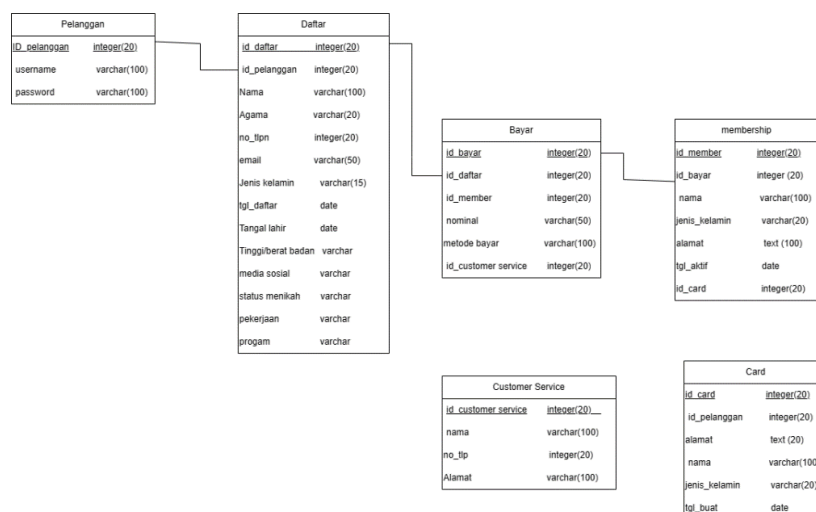 Pelanggan
ID_pelanggan integer(20)
username varchar(100)
password varchar(100)
Daftar
id_daftar integer(20)
id_pelanggan integer(20)
Nama varchar(100)
Agama varchar(20)
no_tlpn integer(20)
email varchar(50)
Jenis kelamin varchar(15)
tgl_daftar date
Tangal lahir date
Tinggi/berat badan varchar
media sosial varchar
status menikah varchar
pekerjaan varchar
progam varchar
Bayar
id_bayar integer(20)
id_daftar integer(20)
id_member integer(20)
nominal varchar(50)
metode bayar varchar(100)
id_customer service integer(20)
membership
id_member integer(20)
id_bayar integer (20)
nama varchar(100)
jenis_kelamin varchar(20)
alamat text (100)
tgl_aktif date
id_card integer(20)
Customer Service
id_customer service integer(20)
nama varchar(100)
no_tlp integer(20)
Alamat varchar(100)
Card
id_card integer(20)
id_pelanggan integer(20)
alamat text (20)
nama varchar(100
jenis_kelamin varchar(20)
tgl_buat date